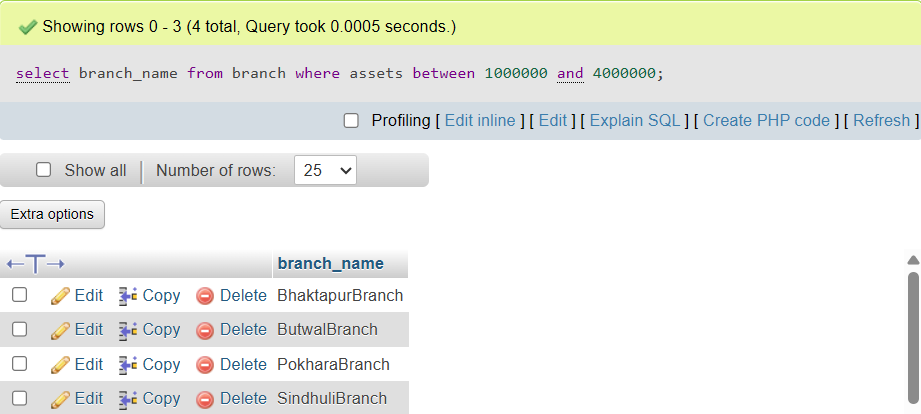 Showing rows 0 - 3 (4 total, Query took 0.0005 seconds.)
select branch_name from branch where assets between 1000000 and 4000000;
Profiling [ Edit inline ] [ Edit ] [ Explain SQL ] [ Create PHP code ] [ Refresh ]
Show all Number of rows: 25
Extra options
branch_name
Edit Copy Delete BhaktapurBranch
Edit Copy Delete ButwalBranch
Edit Copy Delete PokharaBranch
Edit Copy Delete SindhuliBranch